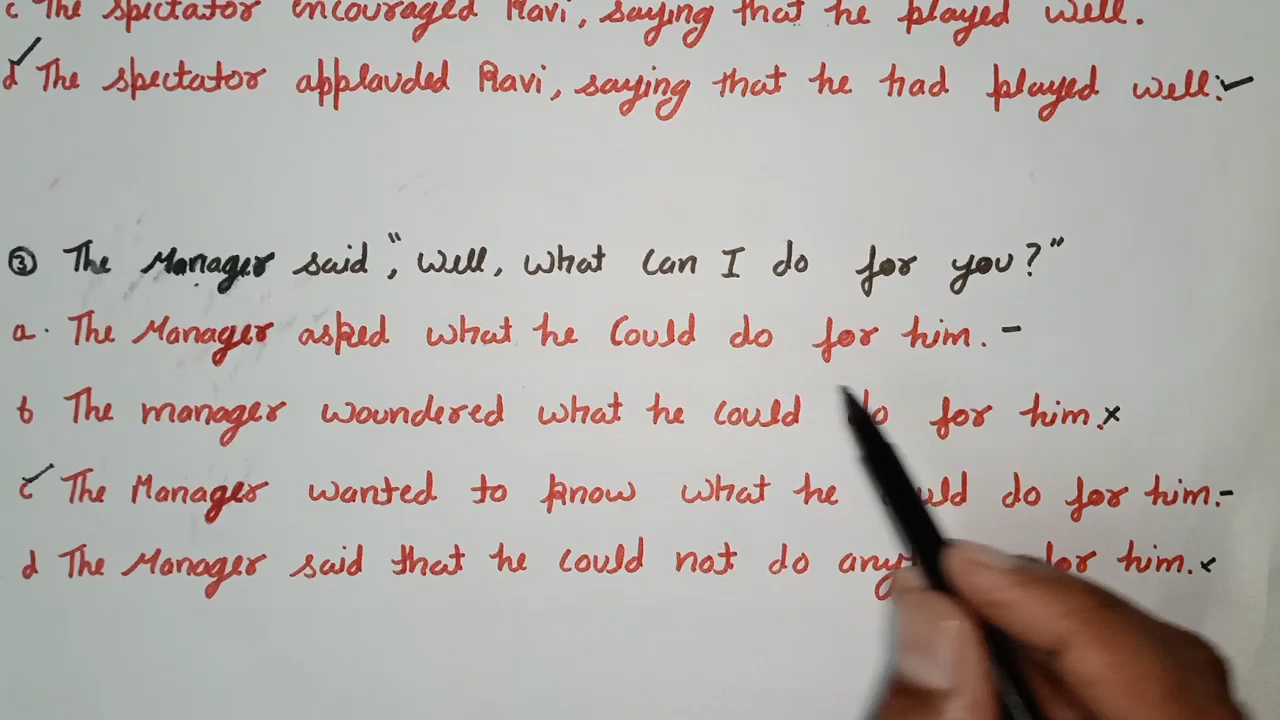 c The spectator encouraged Ravi, saying that he played well.
d The spectator applauded Ravi, saying that he had played well.
③ The Manager said, "Well, what can I do for you?"
a. The Manager asked what he Could do for him.
b The manager woundered what he could do for him.
c The Manager wanted to know what he do for him.
d The Manager said that he could not do for him.